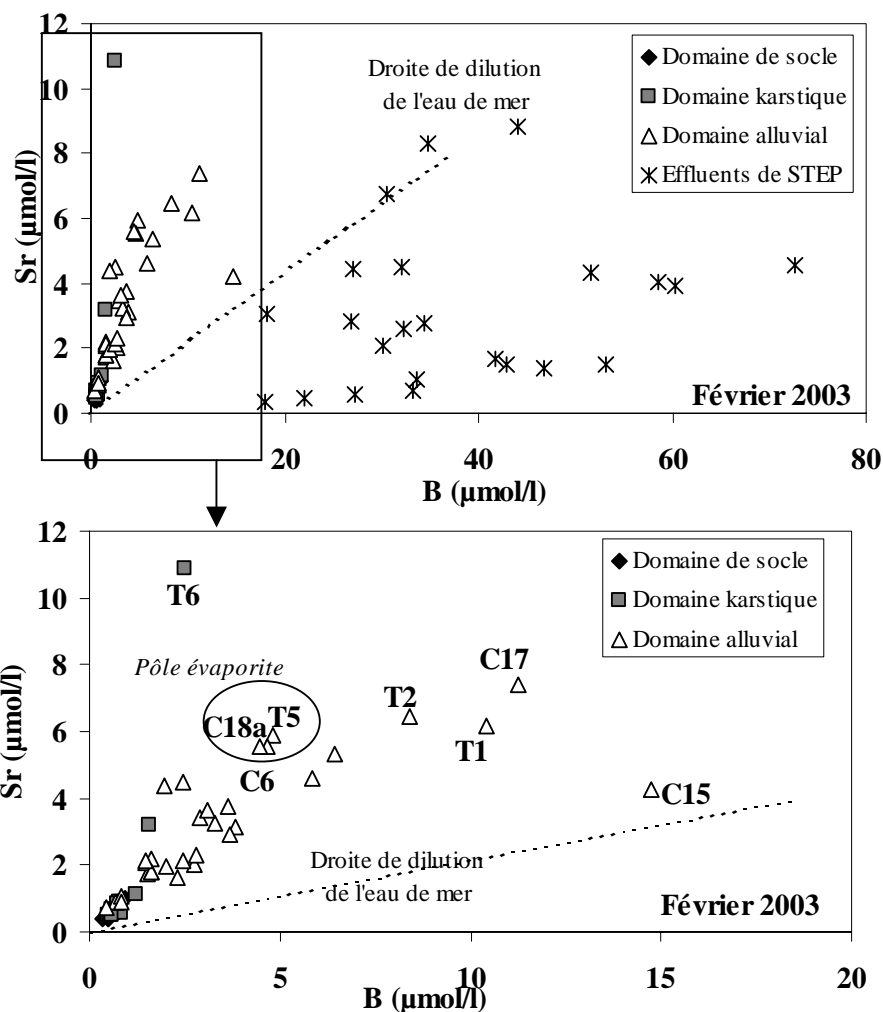 12
10
8
6
4
2
0
Sr (µmol/l)
Droite de dilution
de l'eau de mer
Domaine de socle
Domaine karstique
Domaine alluvial
Effluents de STEP
Février 2003
0
20
40
60
80
B (µmol/l)
12
10
8
6
4
2
0
Sr (µmol/l)
T6
Pôle évaporite
C18a
T5
C6
T2
C17
T1
C15
Domaine de socle
Domaine karstique
Domaine alluvial
Droite de dilution
de l'eau de mer
Février 2003
0
5
10
15
20
B (µmol/l)